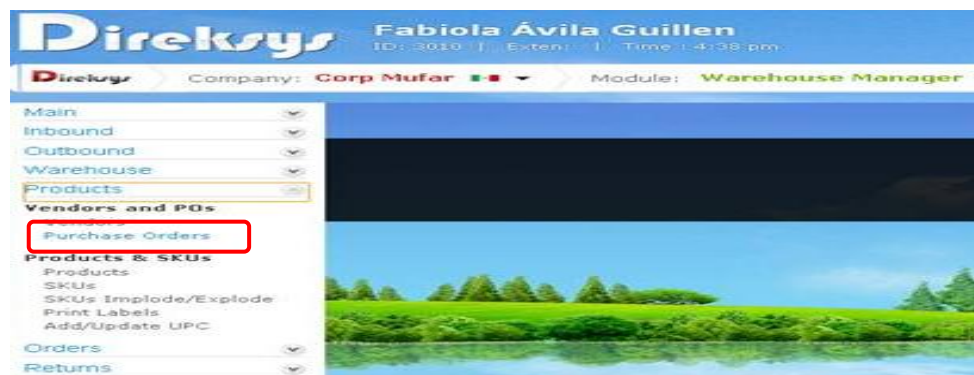 Direksys
Fabiola Ávila Guillen
ID: 3010 | Exten: | Time : 4:38 pm
Direksys Company: Corp Mufar Module: Warehouse Manager
Main
Inbound
Outbound
Warehouse
Products
Vendors and POs
Vendors
Purchase Orders
Products & SKUs
Products
SKUs
SKUs Implode/Explode
Print Labels
Add/Update UPC
Orders
Returns